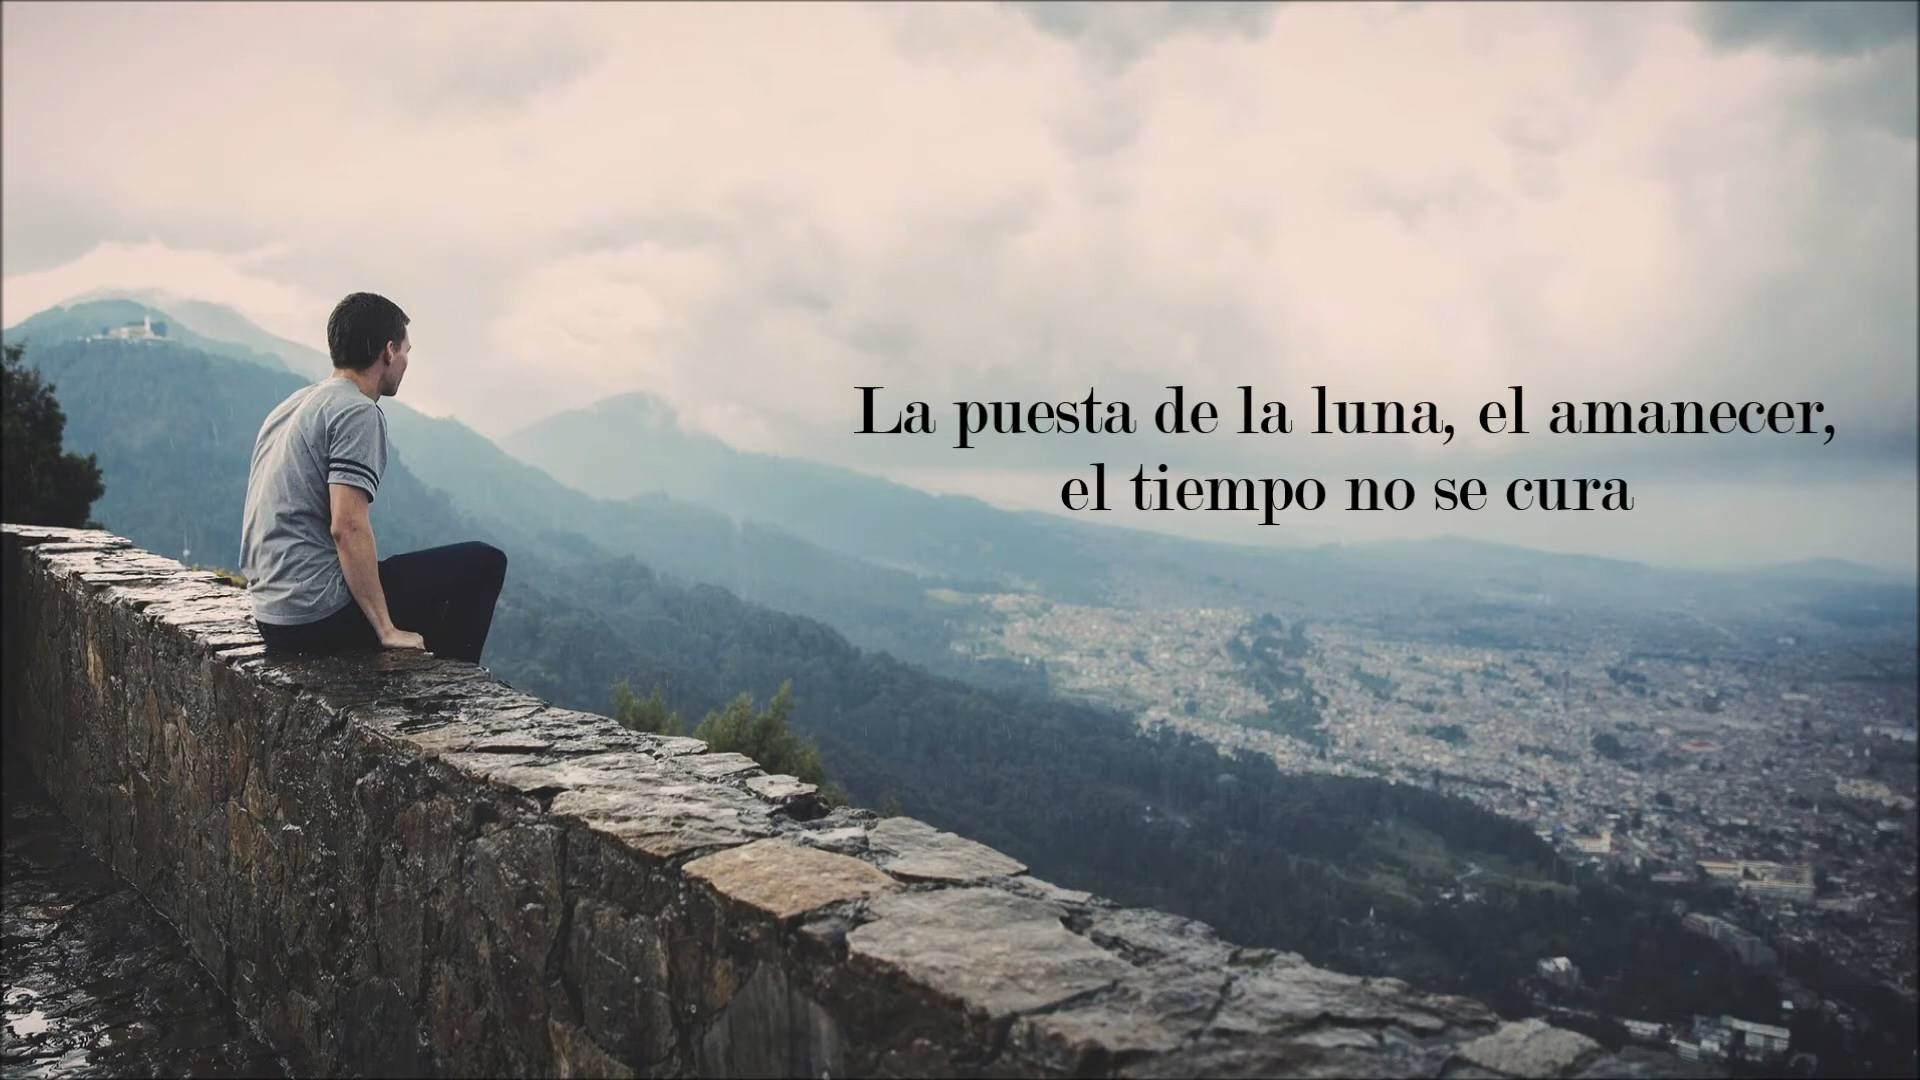 La puesta de la luna, el amanecer,
el tiempo no se cura